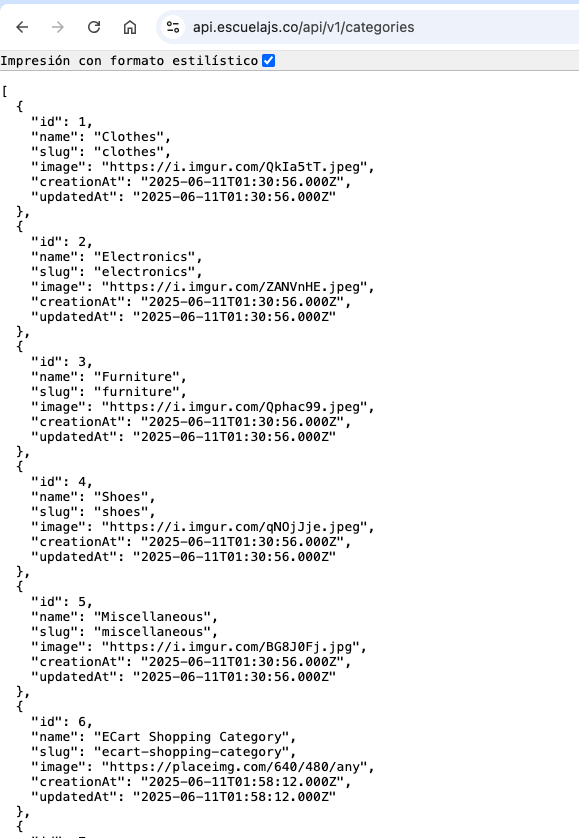 api.escuelajs.co/api/v1/categories
Impresión con formato estilístico
[
  {
    "id": 1,
    "name": "Clothes",
    "slug": "clothes",
    "image": "https://i.imgur.com/QkIa5tT.jpeg",
    "creationAt": "2025-06-11T01:30:56.000Z",
    "updatedAt": "2025-06-11T01:30:56.000Z"
  },
  {
    "id": 2,
    "name": "Electronics",
    "slug": "electronics",
    "image": "https://i.imgur.com/ZANVnHE.jpeg",
    "creationAt": "2025-06-11T01:30:56.000Z",
    "updatedAt": "2025-06-11T01:30:56.000Z"
  },
  {
    "id": 3,
    "name": "Furniture",
    "slug": "furniture",
    "image": "https://i.imgur.com/Qphac99.jpeg",
    "creationAt": "2025-06-11T01:30:56.000Z",
    "updatedAt": "2025-06-11T01:30:56.000Z"
  },
  {
    "id": 4,
    "name": "Shoes",
    "slug": "shoes",
    "image": "https://i.imgur.com/qNOjJje.jpeg",
    "creationAt": "2025-06-11T01:30:56.000Z",
    "updatedAt": "2025-06-11T01:30:56.000Z"
  },
  {
    "id": 5,
    "name": "Miscellaneous",
    "slug": "miscellaneous",
    "image": "https://i.imgur.com/BG8J0Fj.jpg",
    "creationAt": "2025-06-11T01:30:56.000Z",
    "updatedAt": "2025-06-11T01:30:56.000Z"
  },
  {
    "id": 6,
    "name": "ECart Shopping Category",
    "slug": "ecart-shopping-category",
    "image": "https://placeimg.com/640/480/any",
    "creationAt": "2025-06-11T01:58:12.000Z",
    "updatedAt": "2025-06-11T01:58:12.000Z"
  },
  {